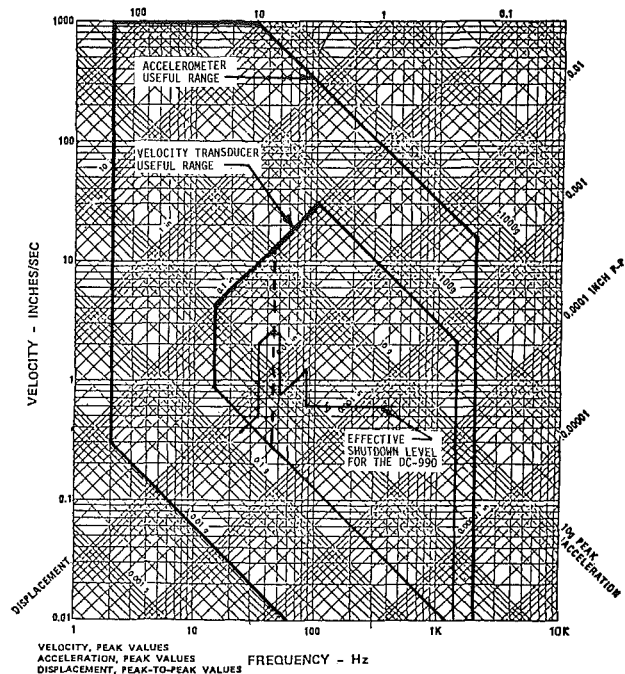 100
10
1
0.1
1000
ACCELEROMETER
USEFUL RANGE
0.01
100
VELOCITY TRANSDUCER
USEFUL RANGE
0.001
1000g
10
100g
0.0001 INCH P-P
VELOCITY - INCHES/SEC
1
EFFECTIVE
SHUTDOWN LEVEL
FOR THE DC-990
0.00001
0.1
10g PEAK
ACCELERATION
DISPLACEMENT
0.01
1
10
100
1K
10K
VELOCITY, PEAK VALUES
ACCELERATION, PEAK VALUES
FREQUENCY - Hz
DISPLACEMENT, PEAK-TO-PEAK VALUES